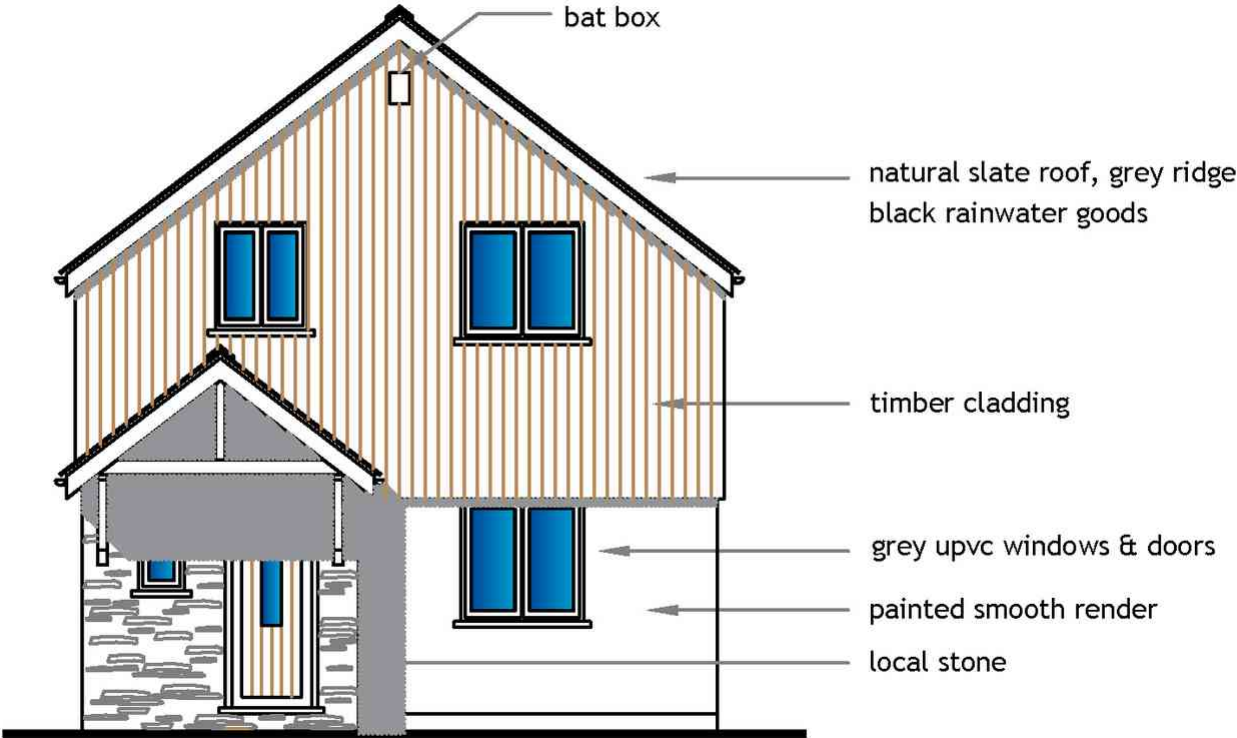 bat box
natural slate roof, grey ridge
black rainwater goods
timber cladding
grey upvc windows & doors
painted smooth render
local stone